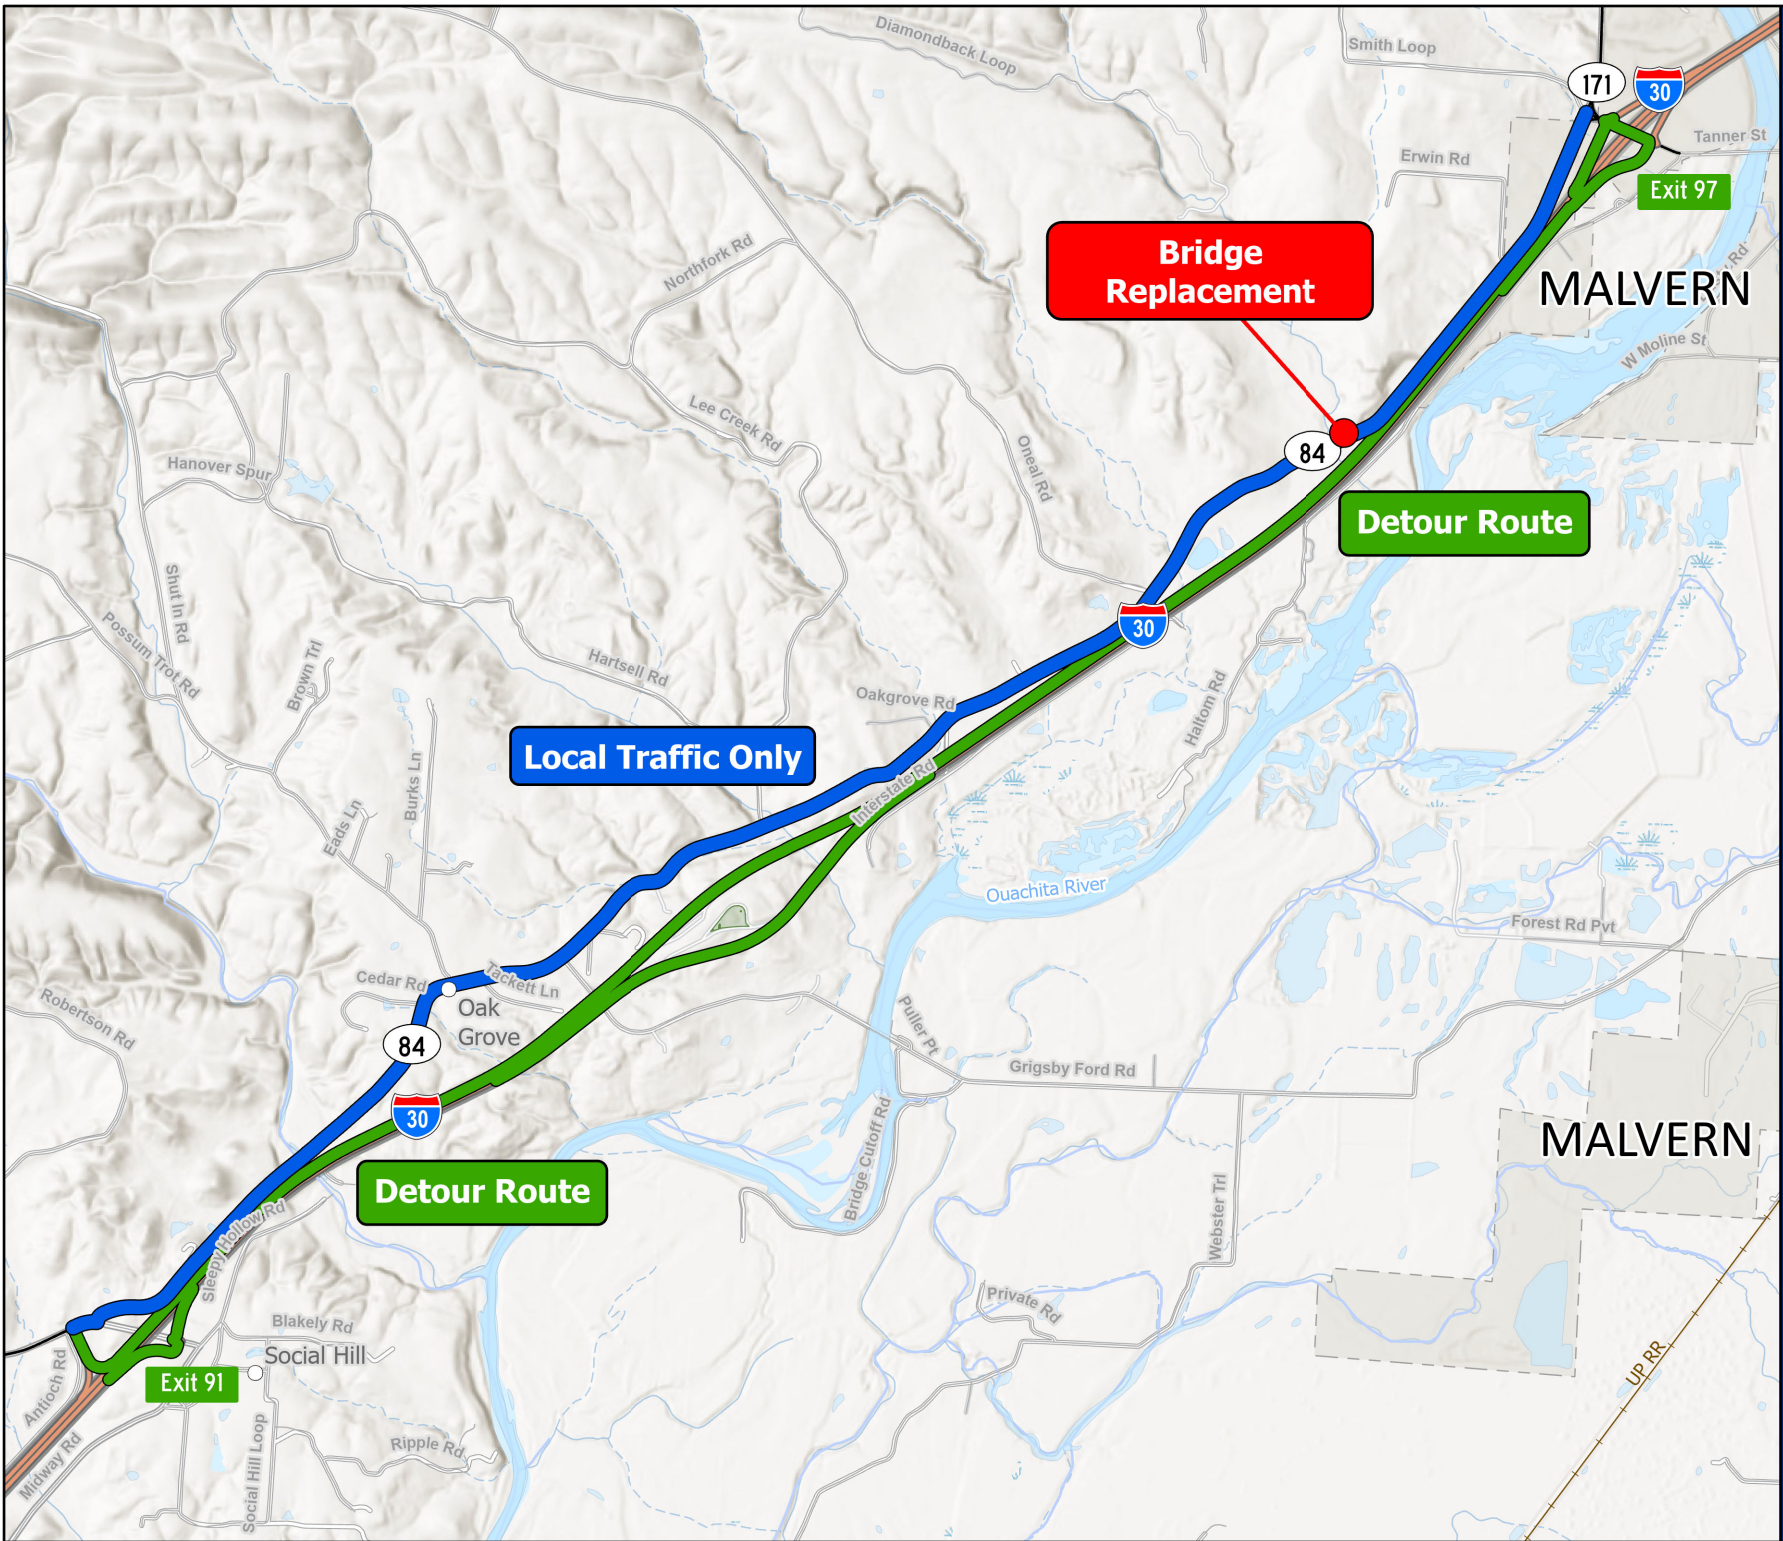 Diamondback Loop
Smith Loop
171
30
Tanner St
Erwin Rd
Exit 97
Bridge
Replacement
Northfork Rd
MALVERN
W Moline St
Lee Creek Rd
Oneal Rd
84
Hanover Spur
Detour Route
Shut In Rd
Possum Trot Rd
Brown Trl
30
Hartsell Rd
Oakgrove Rd
Haltom Rd
Local Traffic Only
Burks Ln
Eads Ln
Interstate Rd
Ouachita River
Forest Rd Pvt
Cedar Rd
Tackett Ln
Oak
Grove
Robertson Rd
84
Puller Pt
Grigsby Ford Rd
30
MALVERN
Bridge Cutoff Rd
Detour Route
Webster Trl
Sleepy Hollow Rd
Private Rd
Blakely Rd
Social Hill
Antioch Rd
Exit 91
UP RR
Midway Rd
Social Hill Loop
Ripple Rd